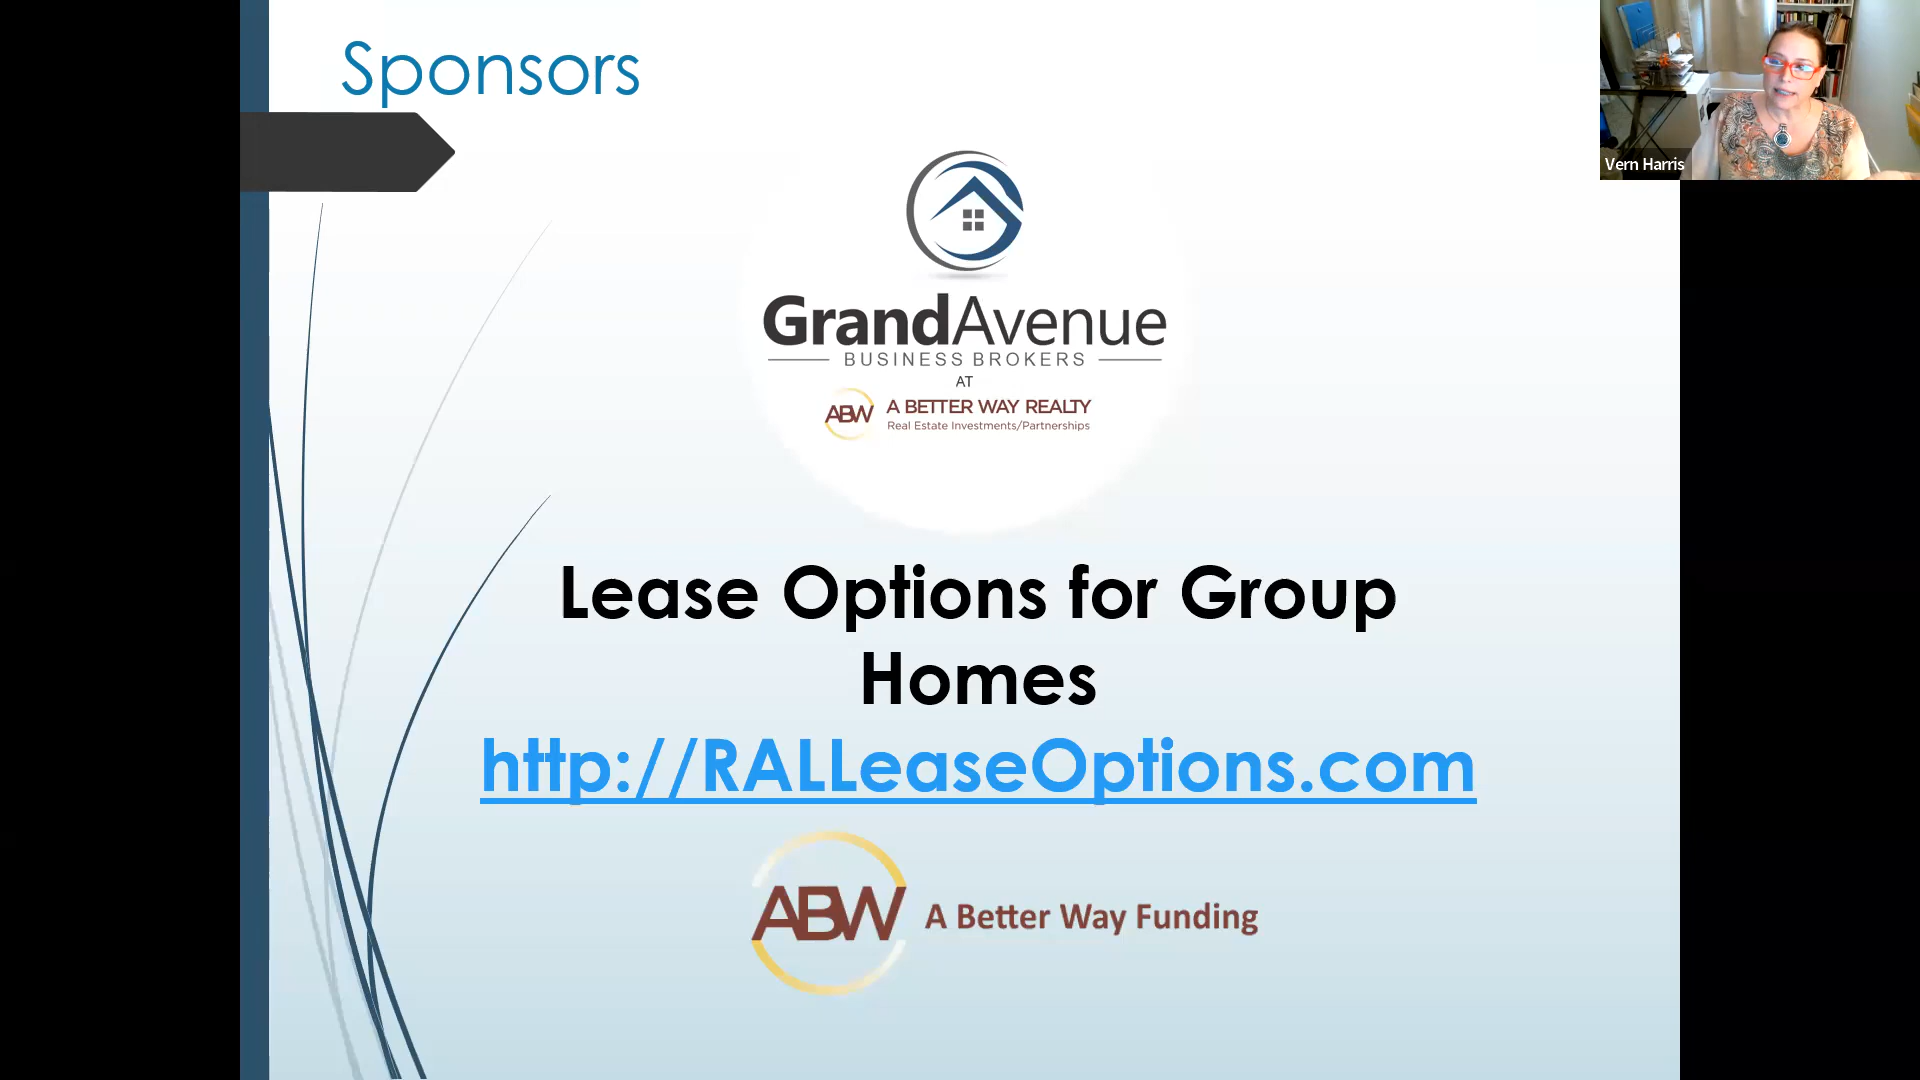 Sponsors
Vern Harris
GrandAvenue
BUSINESS BROKERS
AT
ABW
A BETTER WAY REALTY
Real Estate Investments/Partnerships
Lease Options for Group
Homes
http://RALLeaseOptions.com
ABW
A Better Way Funding